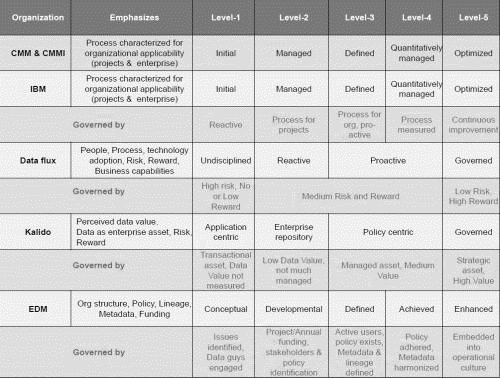 Organization Emphasizes Level-1 Level-2 Level-3 Level-4 Level-5
CMM & CMMI
Process characterized for
organizational applicability
(projects & enterprise)
Initial
Managed
Defined
Quantitatively
managed
Optimized
IBM
Process characterized for
organizational applicability
(projects & enterprise)
Initial
Managed
Defined
Quantitatively
managed
Optimized
Governed by
Reactive
Process for
projects
Process for
org, pro-
active
Process
measured
Continuous
improvement
Data flux
People, Process, technology
adoption, Risk, Reward,
Business capabilities
Undisciplined
Reactive
Proactive
Governed
Governed by
High risk, No
or Low
Reward
Medium Risk and Reward
Low Risk,
High Reward
Kalido
Perceived data value.
Data as enterprise asset, Risk,
Reward
Application
centric
Enterprise
repository
Policy centric
Governed
Governed by
Transactional
asset, Data
Value not
measured
Low Data Value,
not much
managed
Managed asset, Medium
Value
Strategic
asset,
High Value
EDM
Org structure, Policy, Lineage,
Metadata, Funding
Conceptual
Developmental
Defined
Achieved
Enhanced
Governed by
Issues
identified,
Data guys
engaged
Project/Annual
funding,
stakeholders &
policy
identification
Active users,
policy exists,
Metadata &
lineage
defined
Policy
adhered,
Metadata
harmonized
Embedded
into
operational
culture